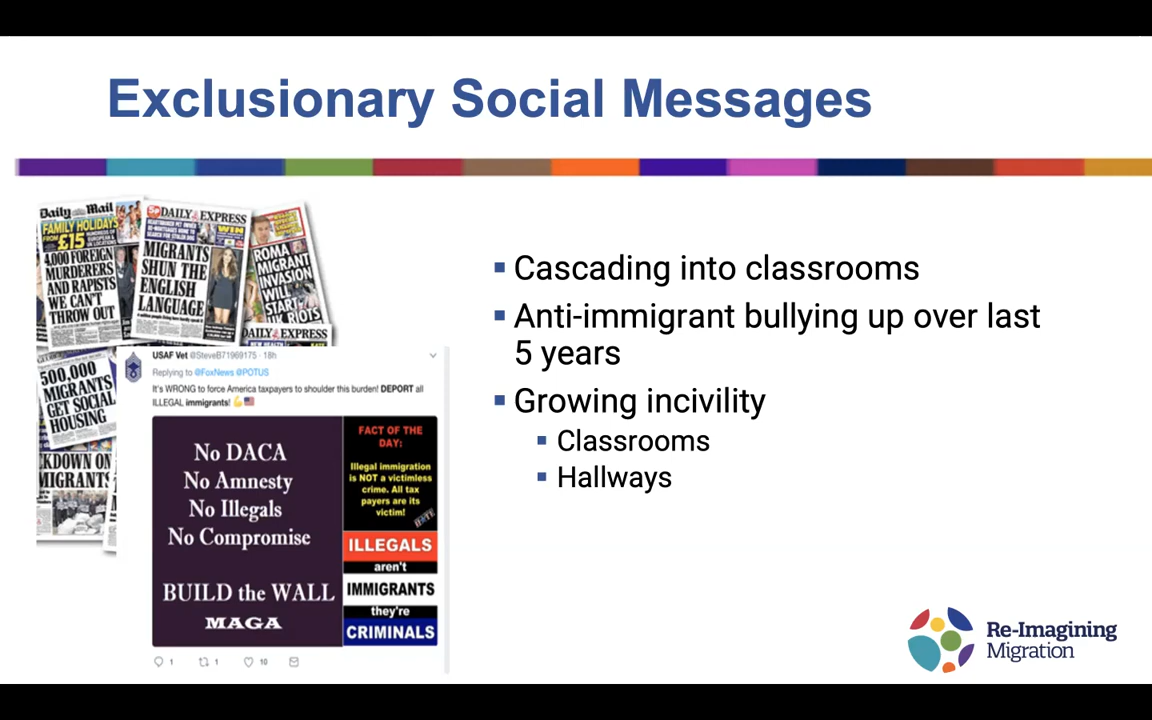 Exclusionary Social Messages
Daily Mail
FAMILY HOLIDAYS
FROM £15
4,000 FOREIGN
MURDERERS
AND RAPISTS
WE CAN'T
THROW OUT
DAILY EXPRESS
WIN
MIGRANTS
SHUN THE
ENGLISH
LANGUAGE
ROMA
MIGRANT
INVASION
WILL
START
UK RIOTS
DAILY EXPRESS
500,000
MIGRANTS
GET SOCIAL
HOUSING
KDOWN ON
MIGRANTS
USAF Vet @SteveB71969175 · 18h
Replying to @FoxNews @POTUS
It's WRONG to force America taxpayers to shoulder this burden! DEPORT all
ILLEGAL immigrants! 💪🇺🇸
No DACA
No Amnesty
No Illegals
No Compromise
BUILD the WALL
MAGA
FACT OF THE
DAY:
Illegal immigration
is NOT a victimless
crime. All tax
payers are its
victim!
ILLEGALS
aren't
IMMIGRANTS
they're
CRIMINALS
1 1 10
▪ Cascading into classrooms
▪ Anti-immigrant bullying up over last
5 years
▪ Growing incivility
▪ Classrooms
▪ Hallways
Re-Imagining
Migration